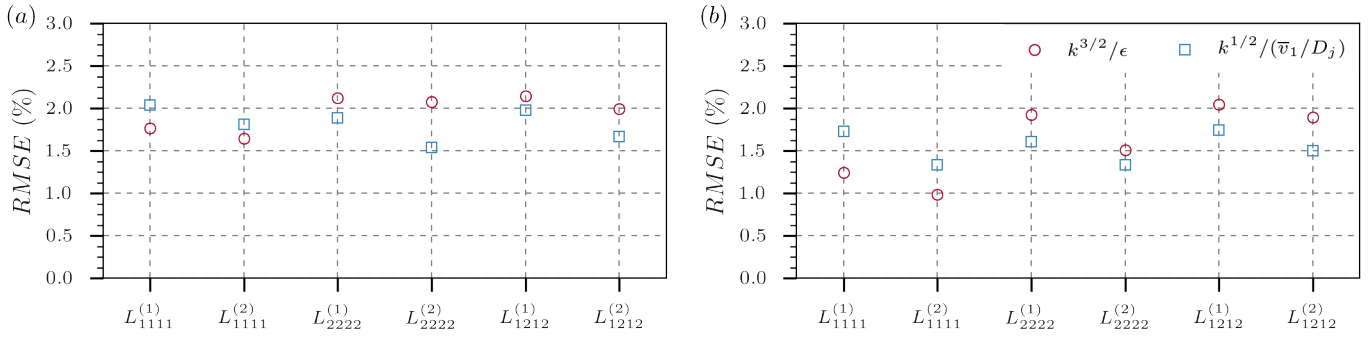 (a)
RMSE (%)
3.0
2.5
2.0
1.5
1.0
0.5
0.0
L_{1111}^{(1)} L_{1111}^{(2)} L_{2222}^{(1)} L_{2222}^{(2)} L_{1212}^{(1)} L_{1212}^{(2)}
(b)
k^{3/2}/ϵ k^{1/2}/(\overline{v}_1/D_j)
RMSE (%)
3.0
2.5
2.0
1.5
1.0
0.5
0.0
L_{1111}^{(1)} L_{1111}^{(2)} L_{2222}^{(1)} L_{2222}^{(2)} L_{1212}^{(1)} L_{1212}^{(2)}